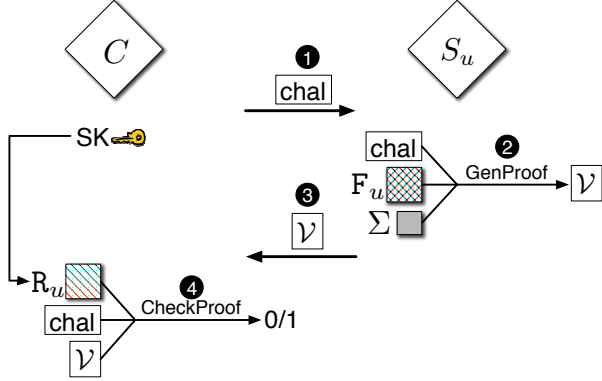 C
S_u
1
chal
SK
chal
2
GenProof
F_u
𝒱
Σ
3
𝒱
R_u
4
CheckProof
0/1
chal
𝒱